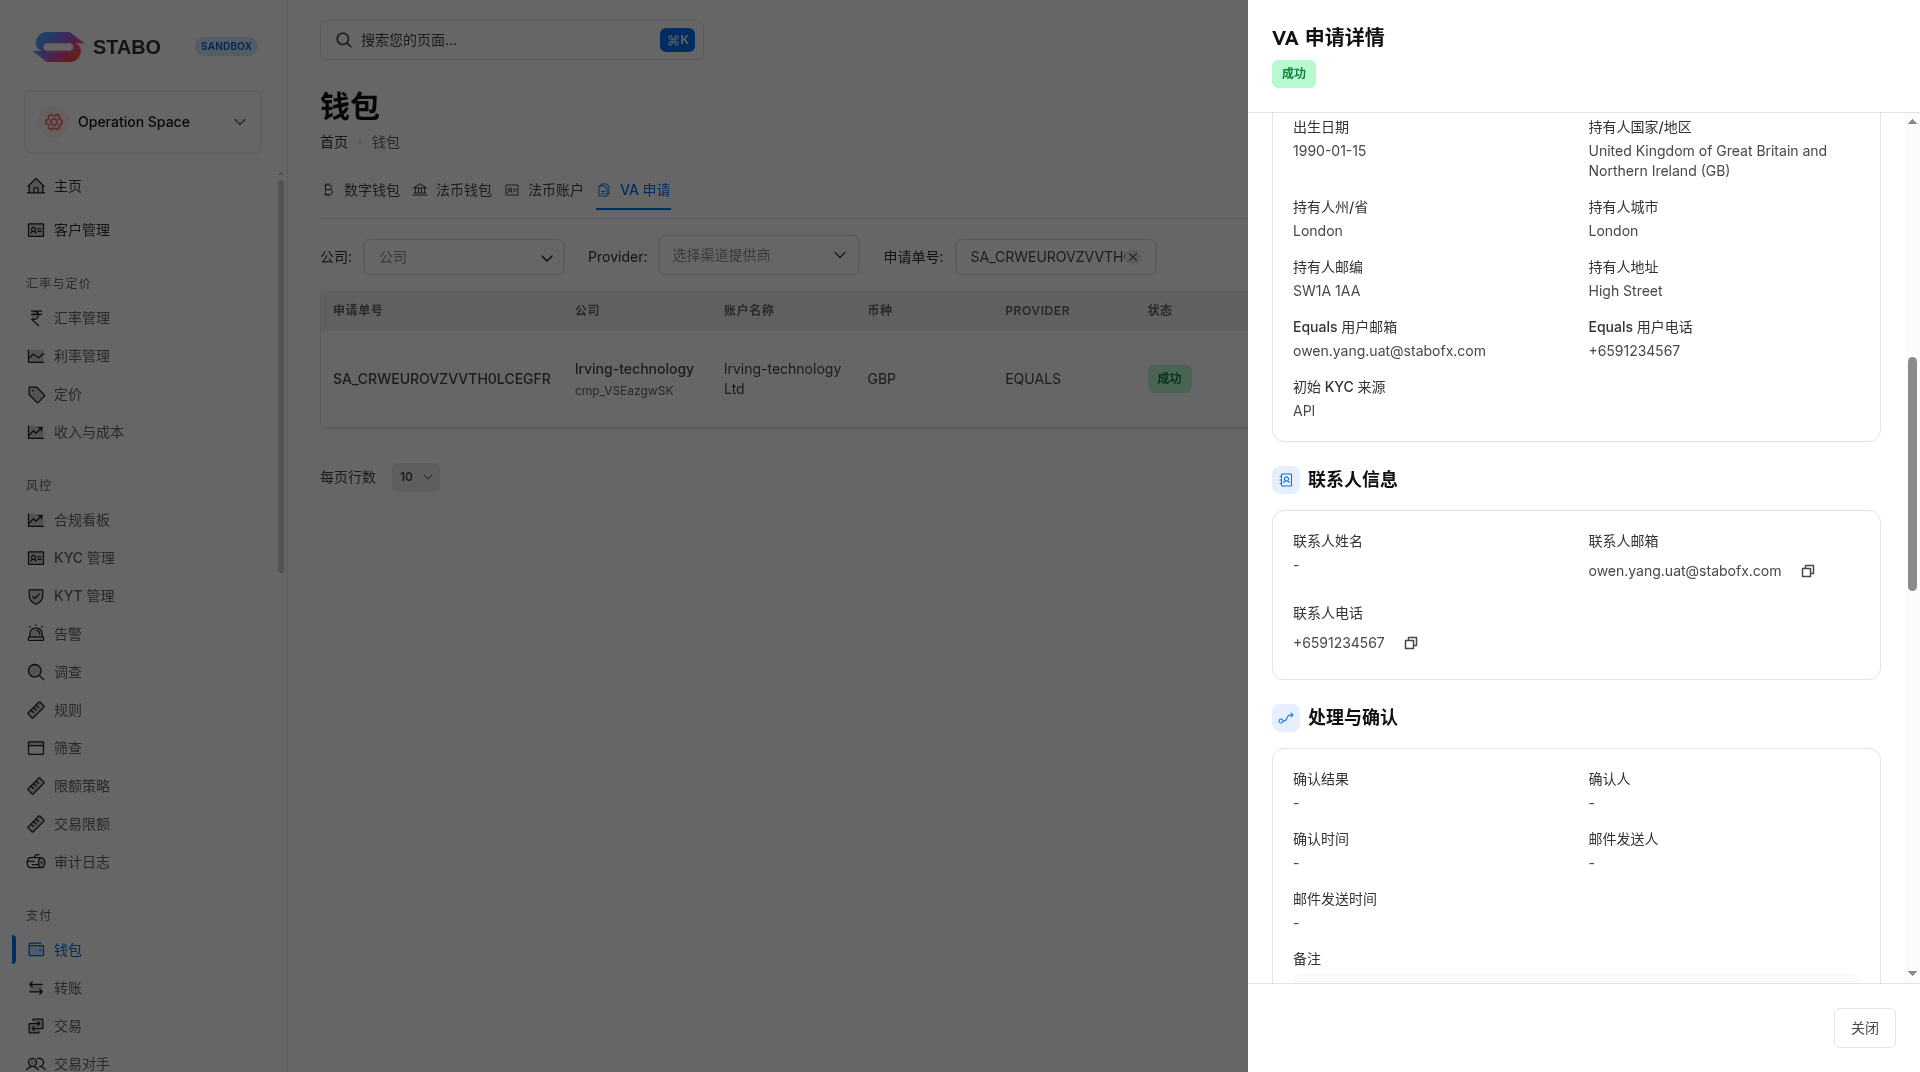 STABO
SANDBOX
Operation Space
主页
客户管理
汇率与定价
汇率管理
利率管理
定价
收入与成本
风控
合规看板
KYC 管理
KYT 管理
告警
调查
规则
筛查
限额策略
交易限额
审计日志
支付
钱包
转账
交易
交易对手
搜索您的页面...
⌘K
钱包
首页 • 钱包
数字钱包 法币钱包 法币账户 VA 申请
公司: 公司 Provider: 选择渠道提供商 申请单号: SA_CRWEUROVZVVTH
申请单号 公司 账户名称 币种 PROVIDER 状态
SA_CRWEUROVZVVTH0LCEGFR
Irving-technology
cmp_VSEazgwSK
Irving-technology
Ltd
GBP
EQUALS
成功
每页行数 10
VA 申请详情
成功
出生日期
1990-01-15
持有人国家/地区
United Kingdom of Great Britain and
Northern Ireland (GB)
持有人州/省
London
持有人城市
London
持有人邮编
SW1A 1AA
持有人地址
High Street
Equals 用户邮箱
owen.yang.uat@stabofx.com
Equals 用户电话
+6591234567
初始 KYC 来源
API
联系人信息
联系人姓名
-
联系人邮箱
owen.yang.uat@stabofx.com
联系人电话
+6591234567
处理与确认
确认结果
-
确认人
-
确认时间
-
邮件发送人
-
邮件发送时间
-
备注
关闭